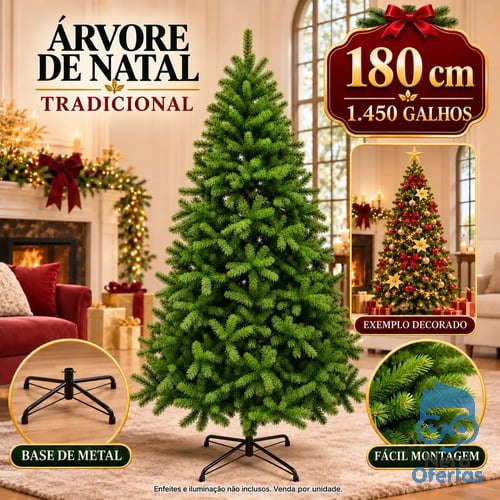 ÁRVORE
DE NATAL
TRADICIONAL
180 cm
1.450 GALHOS
EXEMPLO DECORADO
BASE DE METAL
FÁCIL MONTAGEM
Ofertas
Enfeites e iluminação não inclusos. Venda por unidade.